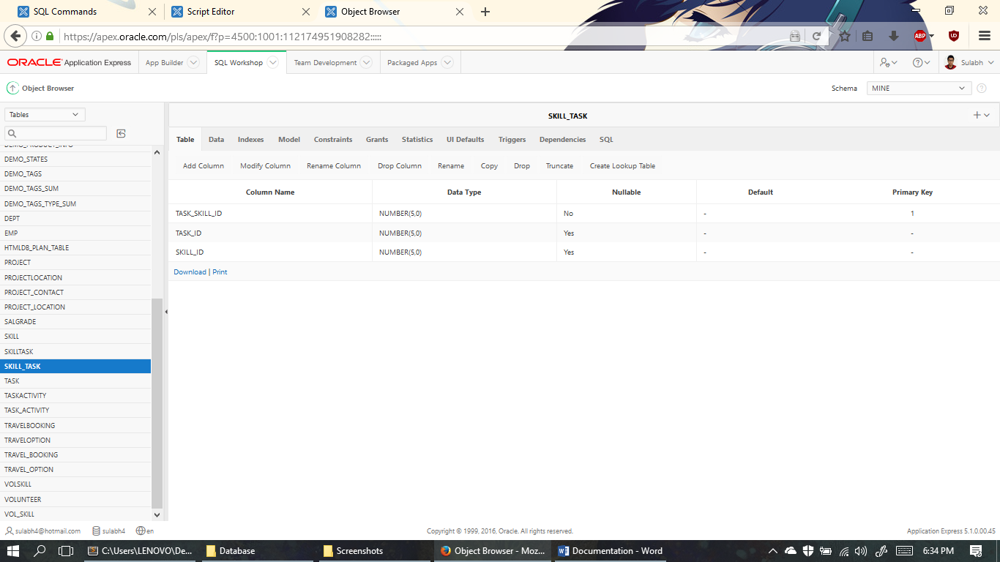 SQL Commands
Script Editor
Object Browser
https://apex.oracle.com/pls/apex/f?p=4500:1001:112174951908282:::::
ABP
ORACLE Application Express
App Builder
SQL Workshop
Team Development
Packaged Apps
Sulabh
Object Browser
Schema
MINE
Tables
SKILL_TASK
Table Data Indexes Model Constraints Grants Statistics UI Defaults Triggers Dependencies SQL
Add Column Modify Column Rename Column Drop Column Rename Copy Drop Truncate Create Lookup Table
Column Name Data Type Nullable Default Primary Key
TASK_SKILL_ID NUMBER(5,0) No - 1
TASK_ID NUMBER(5,0) Yes - -
SKILL_ID NUMBER(5,0) Yes - -
Download | Print
DEMO_PRODUCT_INFO
DEMO_STATES
DEMO_TAGS
DEMO_TAGS_SUM
DEMO_TAGS_TYPE_SUM
DEPT
EMP
HTMLDB_PLAN_TABLE
PROJECT
PROJECTLOCATION
PROJECT_CONTACT
PROJECT_LOCATION
SALGRADE
SKILL
SKILLTASK
SKILL_TASK
TASK
TASKACTIVITY
TASK_ACTIVITY
TRAVELBOOKING
TRAVELOPTION
TRAVEL_BOOKING
TRAVEL_OPTION
VOLSKILL
VOLUNTEER
VOL_SKILL
sulabh4@hotmail.com sulabh4 en
Copyright © 1999, 2016, Oracle. All rights reserved.
Application Express 5.1.0.00.45
C:\Users\LENOVO\De...
Database
Screenshots
Object Browser - Moz...
Documentation - Word
6:34 PM